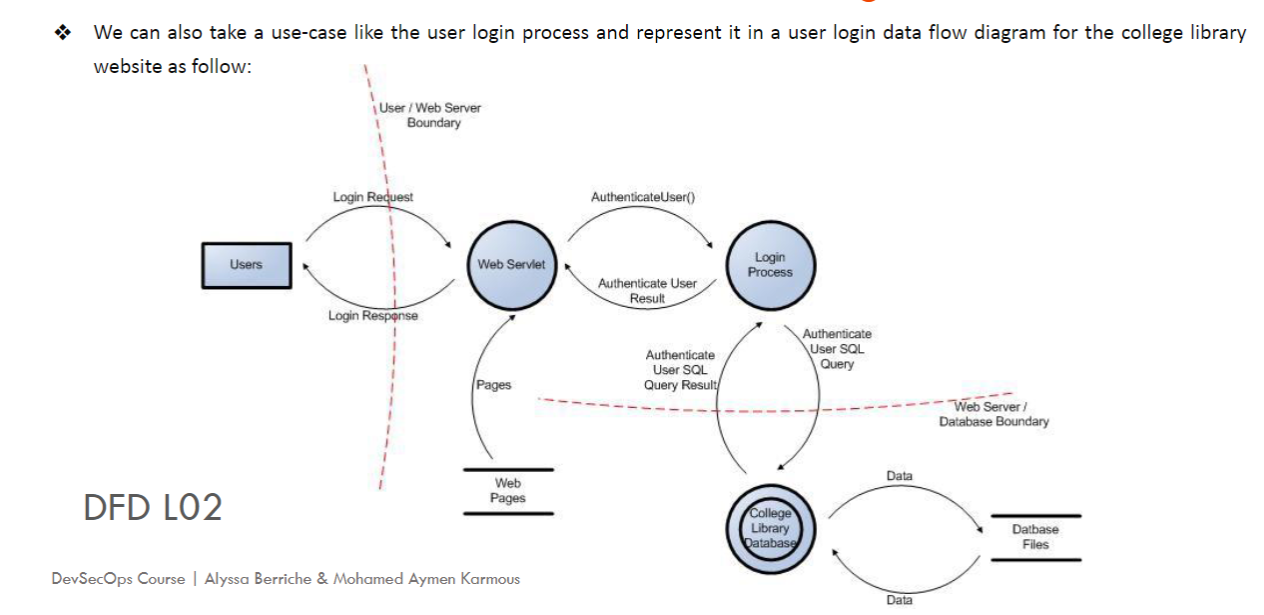 ❖ We can also take a use-case like the user login process and represent it in a user login data flow diagram for the college library
website as follow:
User / Web Server
Boundary
Login Request
AuthenticateUser()
Users
Web Servlet
Login
Process
Authenticate User
Result
Login Response
Authenticate
User SQL
Query
Authenticate
User SQL
Query Result
Pages
Web Server /
Database Boundary
Web
Pages
Data
College
Library
Database
Datbase
Files
Data
DFD L02
DevSecOps Course | Alyssa Berriche & Mohamed Aymen Karmous